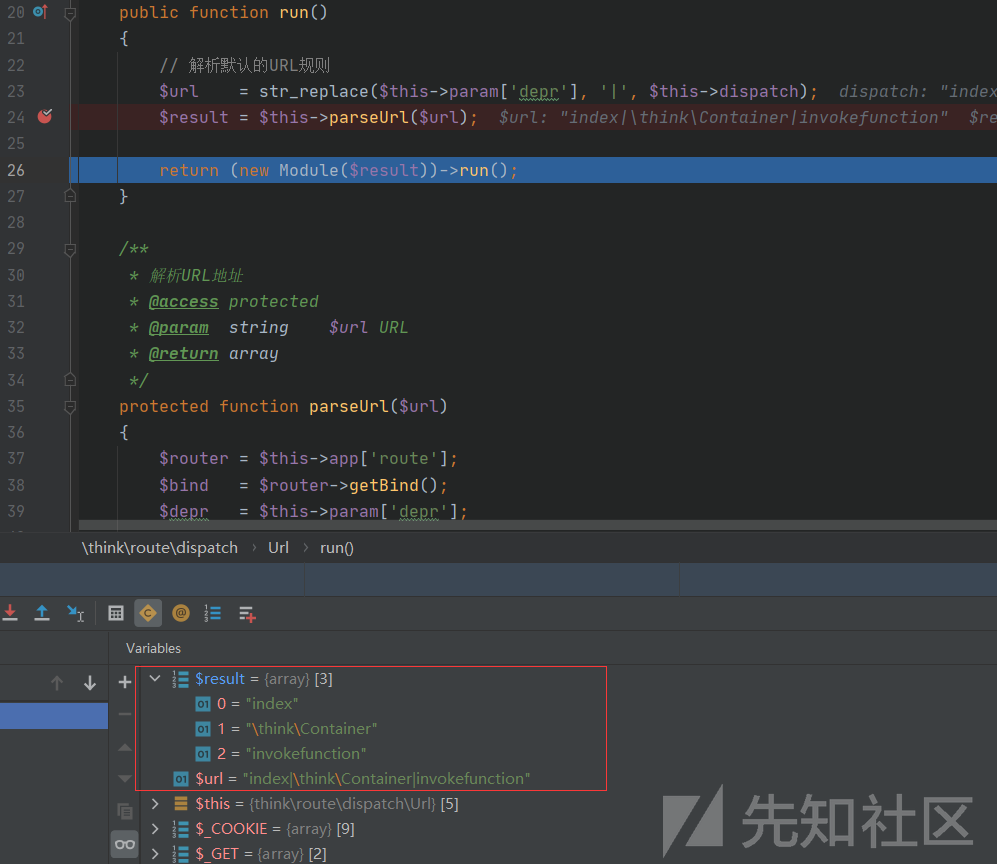 20 public function run()
21 {
22 // 解析默认的URL规则
23 $url = str_replace($this->param['depr'], '|', $this->dispatch); dispatch: "index
24 $result = $this->parseUrl($url); $url: "index|\think\Container|invokefunction" $re
25
26 return (new Module($result))->run();
27 }
28
29 /**
30 * 解析URL地址
31 * @access protected
32 * @param string $url URL
33 * @return array
34 */
35 protected function parseUrl($url)
36 {
37 $router = $this->app['route'];
38 $bind = $router->getBind();
39 $depr = $this->param['depr'];
\think\route\dispatch › Url › run()
Variables
$result = {array} [3]
0 = "index"
1 = "\think\Container"
2 = "invokefunction"
$url = "index|\think\Container|invokefunction"
$this = {think\route\dispatch\Url} [5]
$_COOKIE = {array} [9]
$_GET = {array} [2]
先知社区